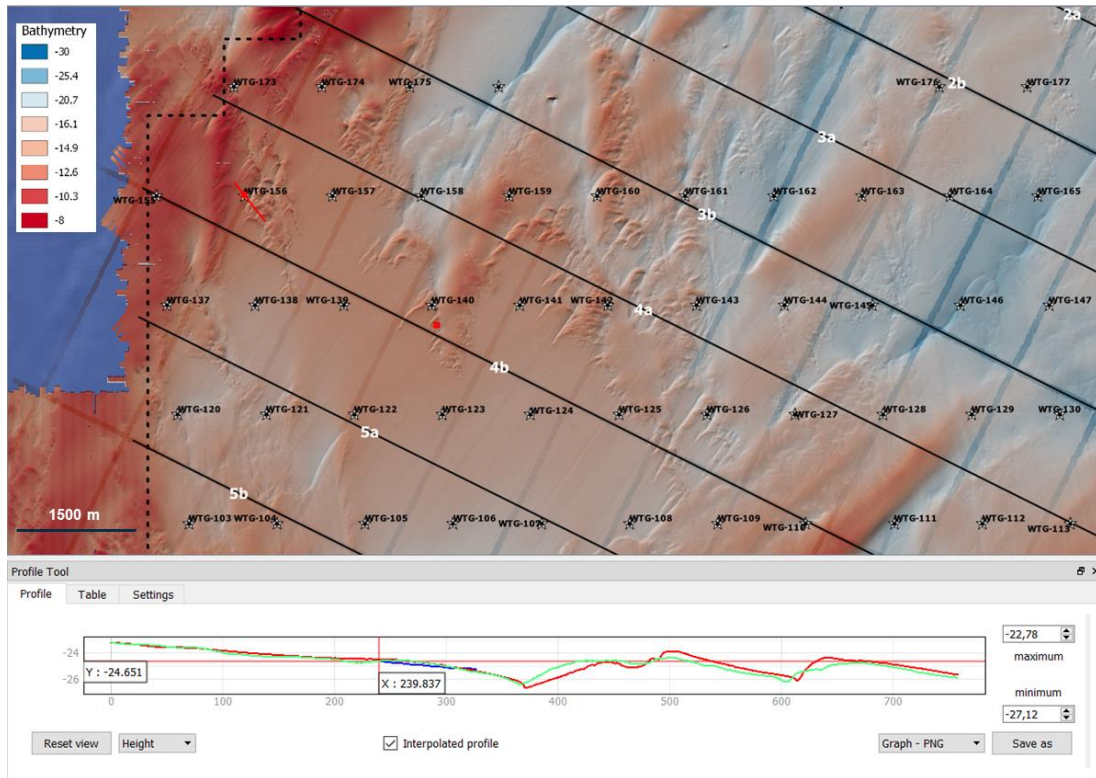 2a
Bathymetry
-30
-25.4
-20.7
-16.1
-14.9
-12.6
-10.3
-8
WTG-173
WTG-174
WTG-175
WTG-176
2b
WTG-177
3a
WTG-155
WTG-156
WTG-157
WTG-158
WTG-159
WTG-160
WTG-161
WTG-162
WTG-163
WTG-164
WTG-165
3b
WTG-137
WTG-138
WTG-139
WTG-140
WTG-141
WTG-142
4a
WTG-143
WTG-144
WTG-145
WTG-146
WTG-147
4b
WTG-120
WTG-121
WTG-122
WTG-123
WTG-124
WTG-125
WTG-126
WTG-127
WTG-128
WTG-129
WTG-130
5a
5b
1500 m
WTG-103
WTG-104
WTG-105
WTG-106
WTG-107
WTG-108
WTG-109
WTG-110
WTG-111
WTG-112
WTG-113
Profile Tool
Profile Table Settings
-24
-26
Y : -24.651
X : 239.837
0 100 200 300 400 500 600 700
-22,78
maximum
minimum
-27,12
Reset view Height Interpolated profile Graph - PNG Save as